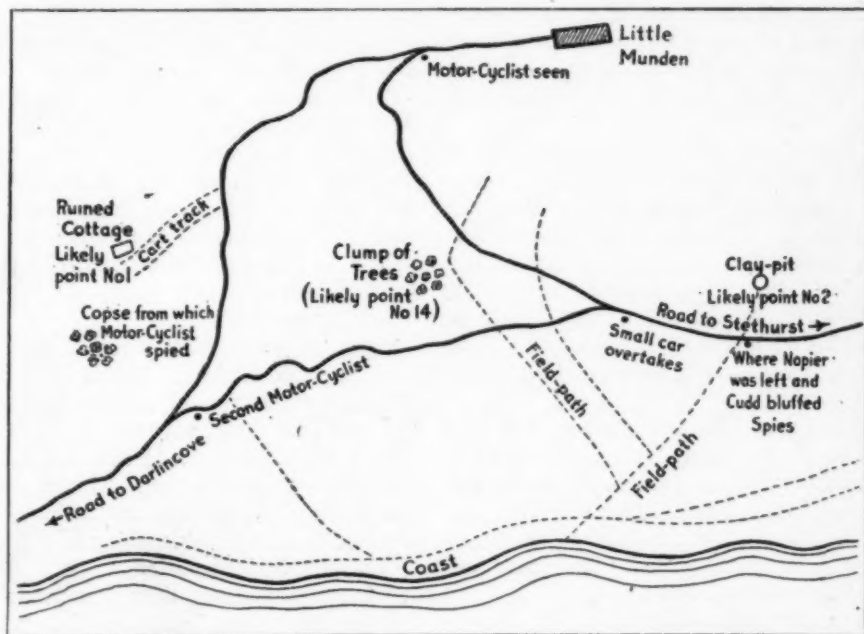 Little
Munden
Motor-Cyclist seen
Ruined
Cottage
Likely
point No1
Cart track
Clump of
Trees
(Likely point
No 14)
Clay-pit
Likely point No2
Copse from which
Motor-Cyclist
spied
Road to Stethurst
Small car
overtakes
Where Napier
was left and
Cudd bluffed
Spies
Second Motor-Cyclist
Field-path
Field-path
Road to Darlincove
Coast